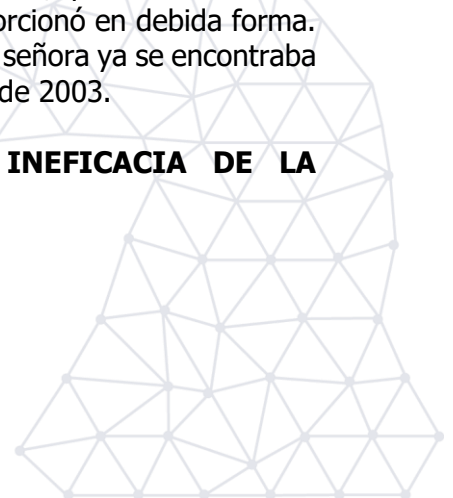 orcionó en debida forma.
señora ya se encontraba
de 2003.
INEFICACIA DE LA